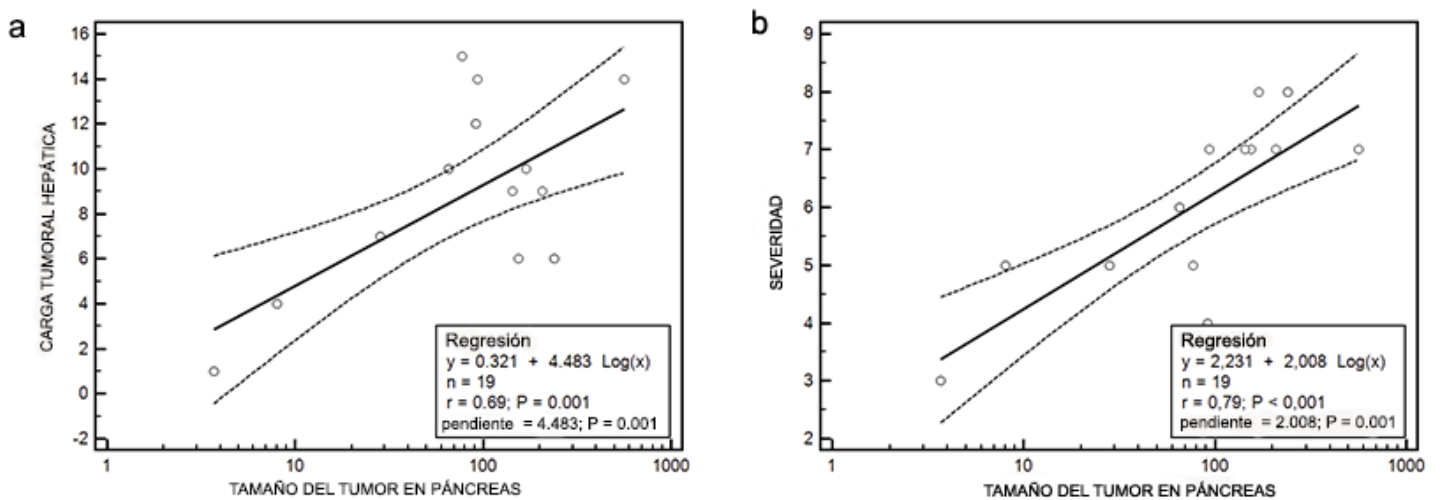 a
CARGA TUMORAL HEPÁTICA
16
14
12
10
8
6
4
2
0
-2
Regresión
y = 0.321 + 4.483 Log(x)
n = 19
r = 0.69; P = 0.001
pendiente = 4.483; P = 0.001
1 10 100 1000
TAMAÑO DEL TUMOR EN PÁNCREAS
b
SEVERIDAD
9
8
7
6
5
4
3
2
Regresión
y = 2,231 + 2,008 Log(x)
n = 19
r = 0,79; P < 0,001
pendiente = 2.008; P = 0.001
1 10 100 1000
TAMAÑO DEL TUMOR EN PÁNCREAS